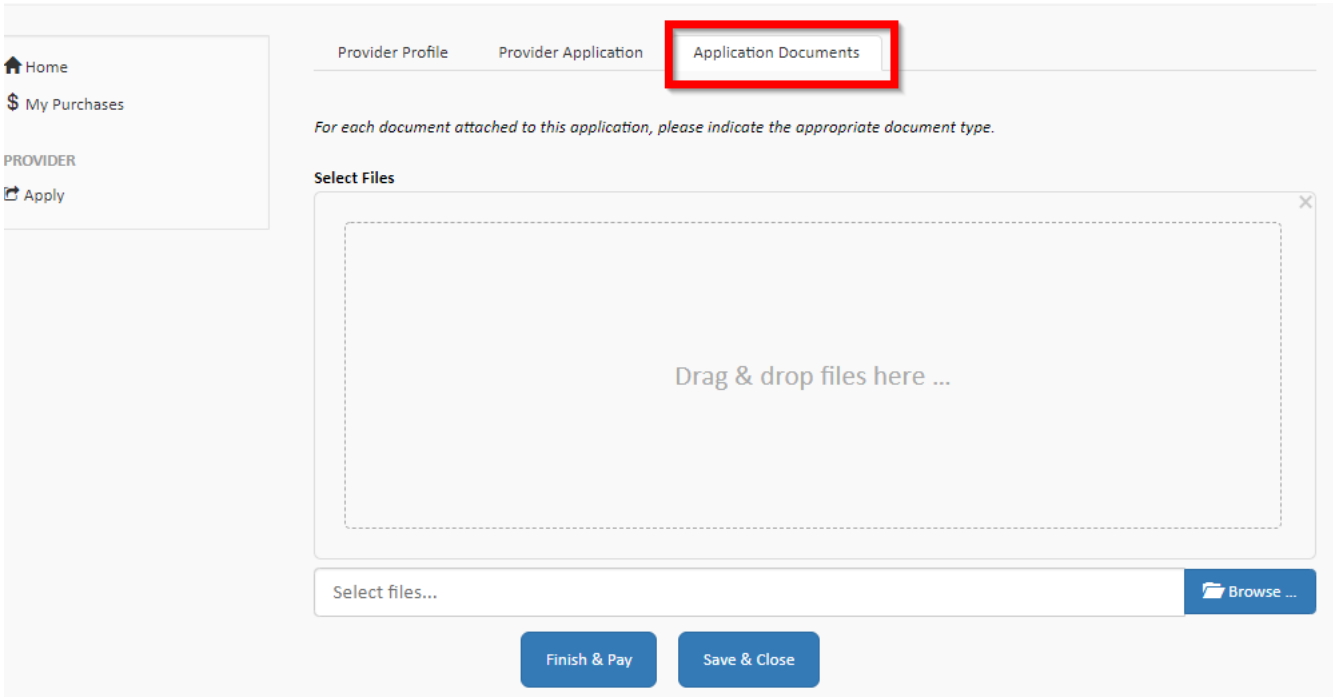 Home
$ My Purchases
PROVIDER
Apply
Provider Profile Provider Application Application Documents
For each document attached to this application, please indicate the appropriate document type.
Select Files
×
Drag & drop files here ...
Select files...
Browse ...
Finish & Pay Save & Close